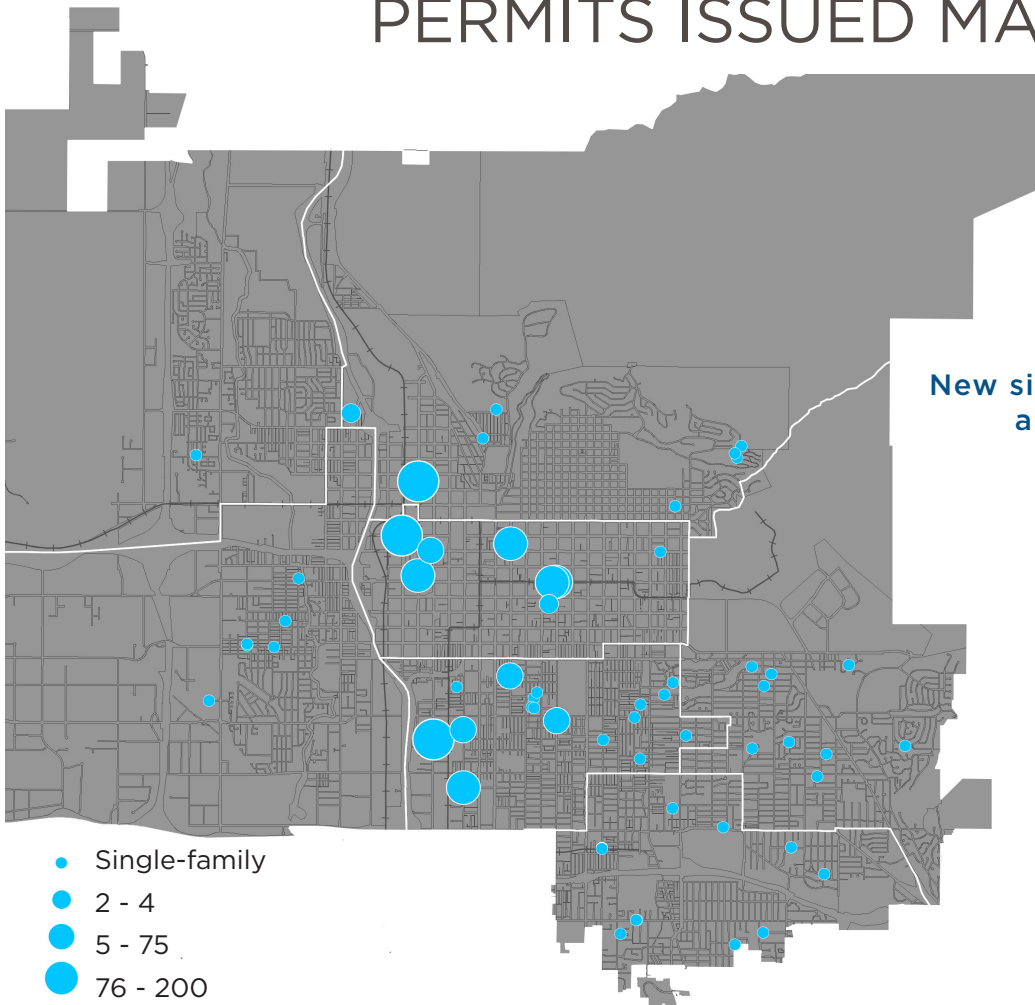 PERMITS ISSUED MA
New si
a
Single-family
2 - 4
5 - 75
76 - 200